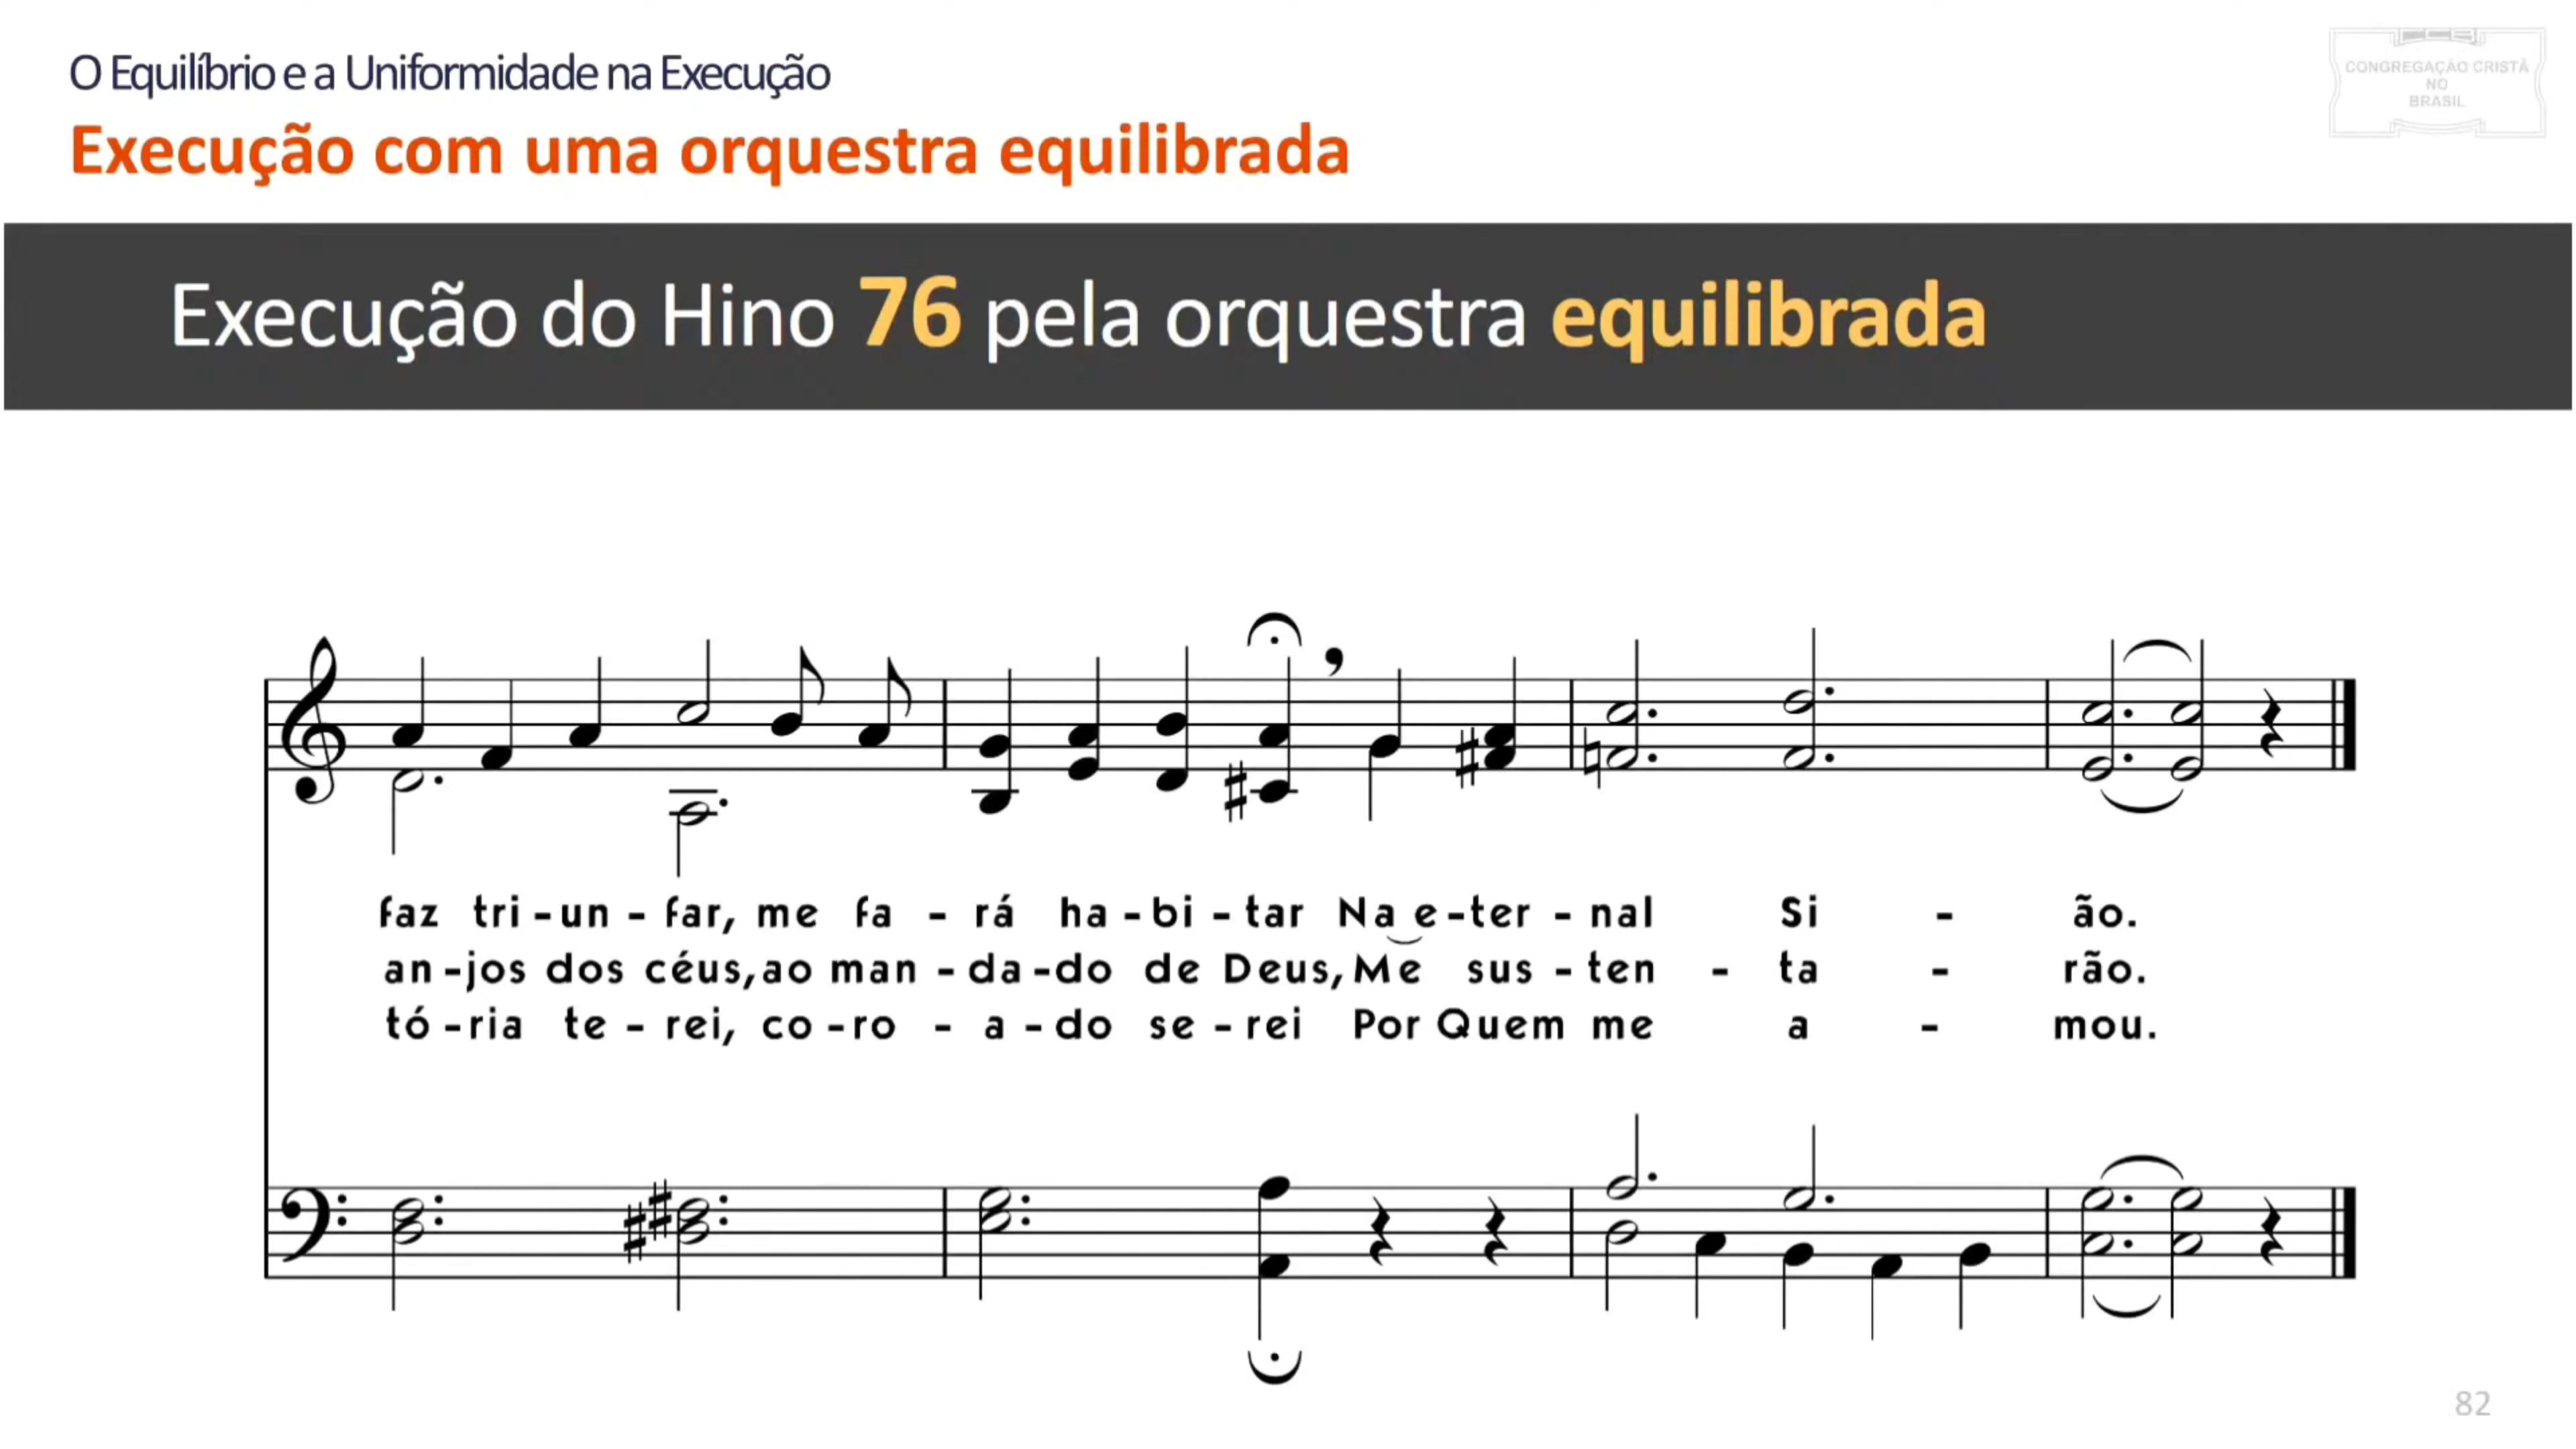 O Equilíbrio e a Uniformidade na Execução
CONGREGAÇÃO CRISTÃ
NO
BRASIL
Execução com uma orquestra equilibrada
Execução do Hino 76 pela orquestra equilibrada
faz tri-un-far, me fa-rá ha-bi-tar Na e-ter-nal Si-ão.
an-jos dos céus, ao man-da-do de Deus, Me sus-ten-ta-rão.
tó-ria te-rei, co-ro-a-do se-rei Por Quem me a-mou.
82